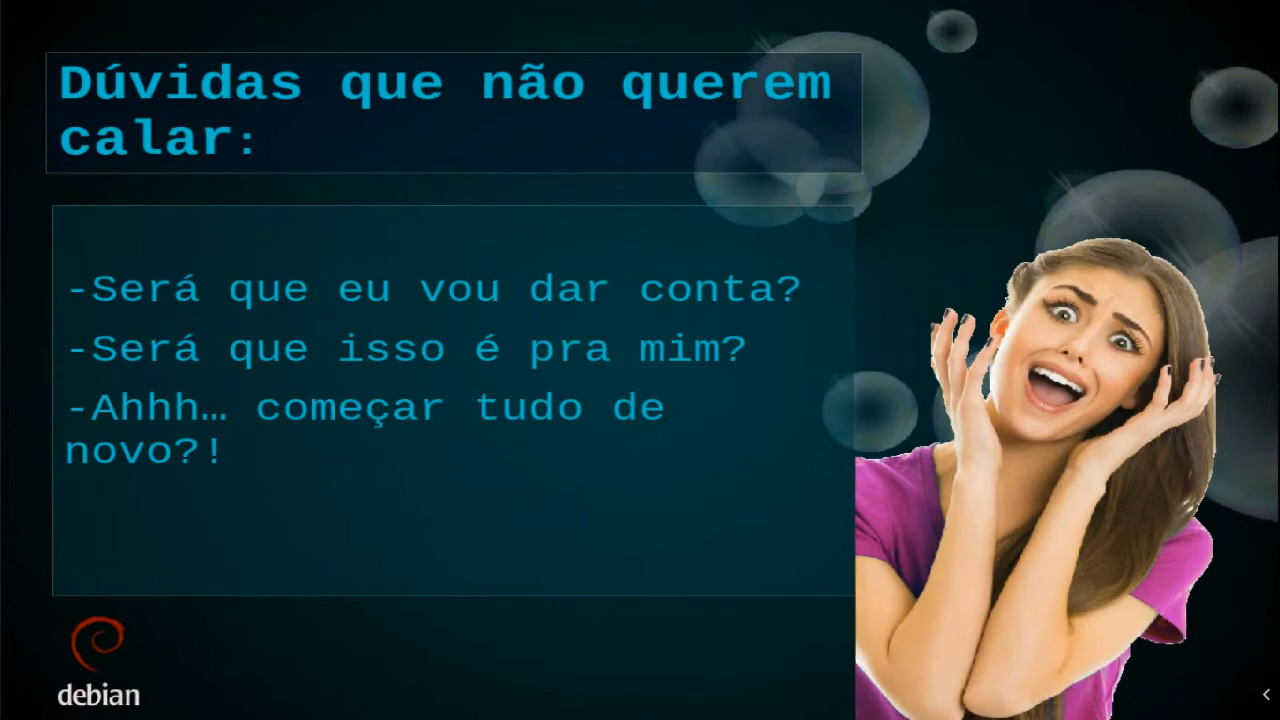 Dúvidas que não querem
calar:
-Será que eu vou dar conta?
-Será que isso é pra mim?
-Ahhh… começar tudo de
novo?!
debian